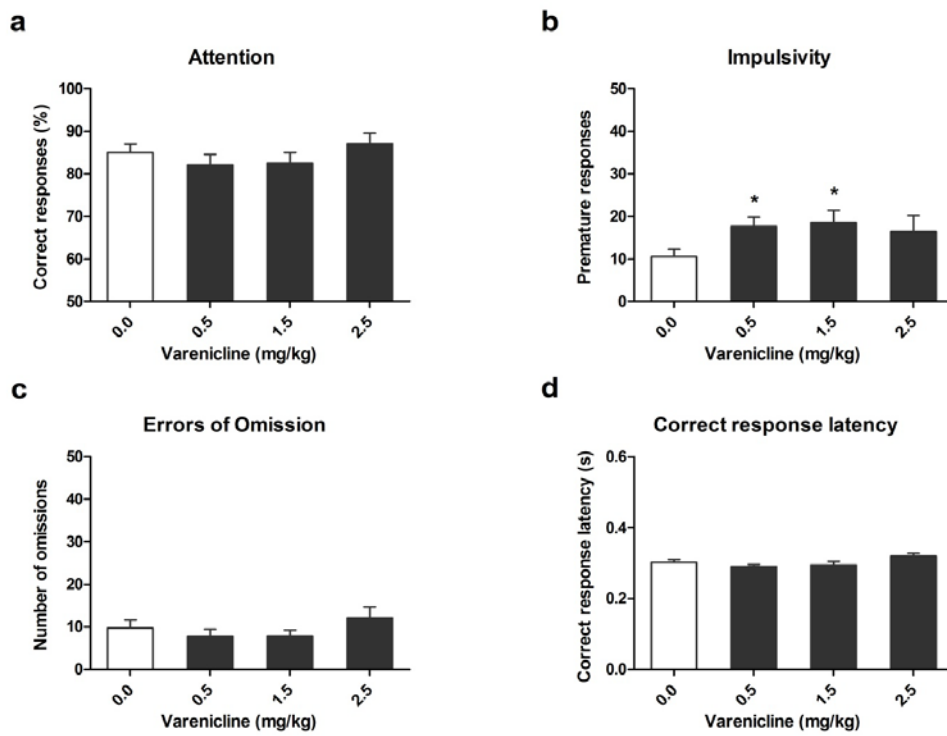 a
Attention
Correct responses (%)
100
90
80
70
60
50
0.0
0.5
1.5
2.5
Varenicline (mg/kg)
b
Impulsivity
Premature responses
50
40
30
20
10
0
*
*
0.0
0.5
1.5
2.5
Varenicline (mg/kg)
c
Errors of Omission
Number of omissions
50
40
30
20
10
0
0.0
0.5
1.5
2.5
Varenicline (mg/kg)
d
Correct response latency
Correct response latency (s)
0.6
0.4
0.2
0.0
0.0
0.5
1.5
2.5
Varenicline (mg/kg)